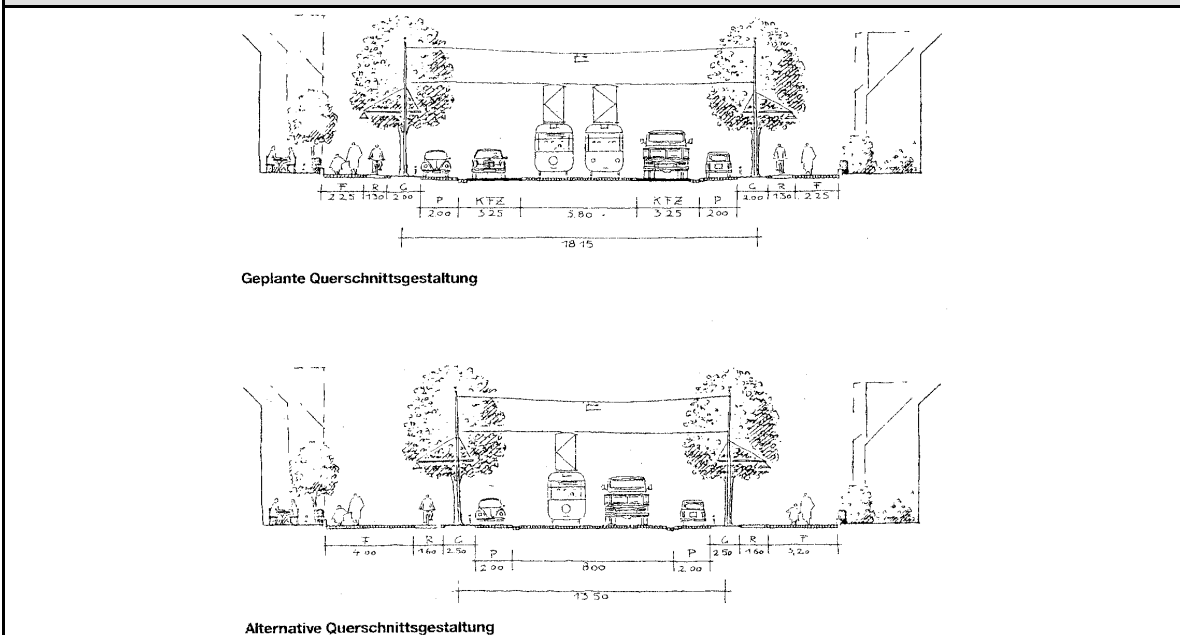 F R G G R F
2 25 1 30 2 00 2 00 1 30 2 25
P KFZ KFZ P
2 00 3 25 5.80 3 25 2 00
18 15
Geplante Querschnittsgestaltung
F R G G R F
4 00 1 60 2 50 2 50 1 60 3,20
P P
2 00 8 00 2 00
13 50
Alternative Querschnittsgestaltung